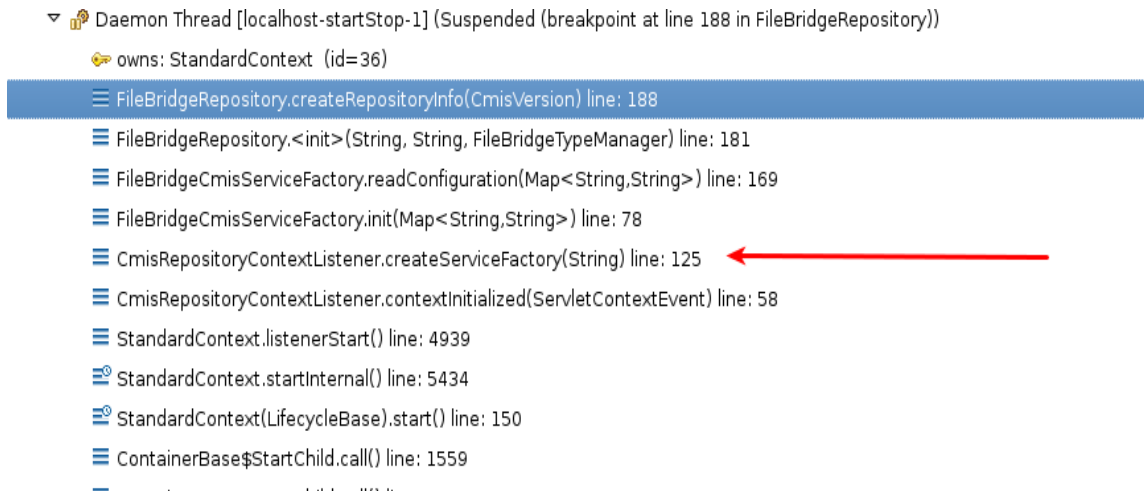 Daemon Thread [localhost-startStop-1] (Suspended (breakpoint at line 188 in FileBridgeRepository))
owns: StandardContext (id=36)
FileBridgeRepository.createRepositoryInfo(CmisVersion) line: 188
FileBridgeRepository.<init>(String, String, FileBridgeTypeManager) line: 181
FileBridgeCmisServiceFactory.readConfiguration(Map<String,String>) line: 169
FileBridgeCmisServiceFactory.init(Map<String,String>) line: 78
CmisRepositoryContextListener.createServiceFactory(String) line: 125
CmisRepositoryContextListener.contextInitialized(ServletContextEvent) line: 58
StandardContext.listenerStart() line: 4939
StandardContext.startInternal() line: 5434
StandardContext(LifecycleBase).start() line: 150
ContainerBase$StartChild.call() line: 1559